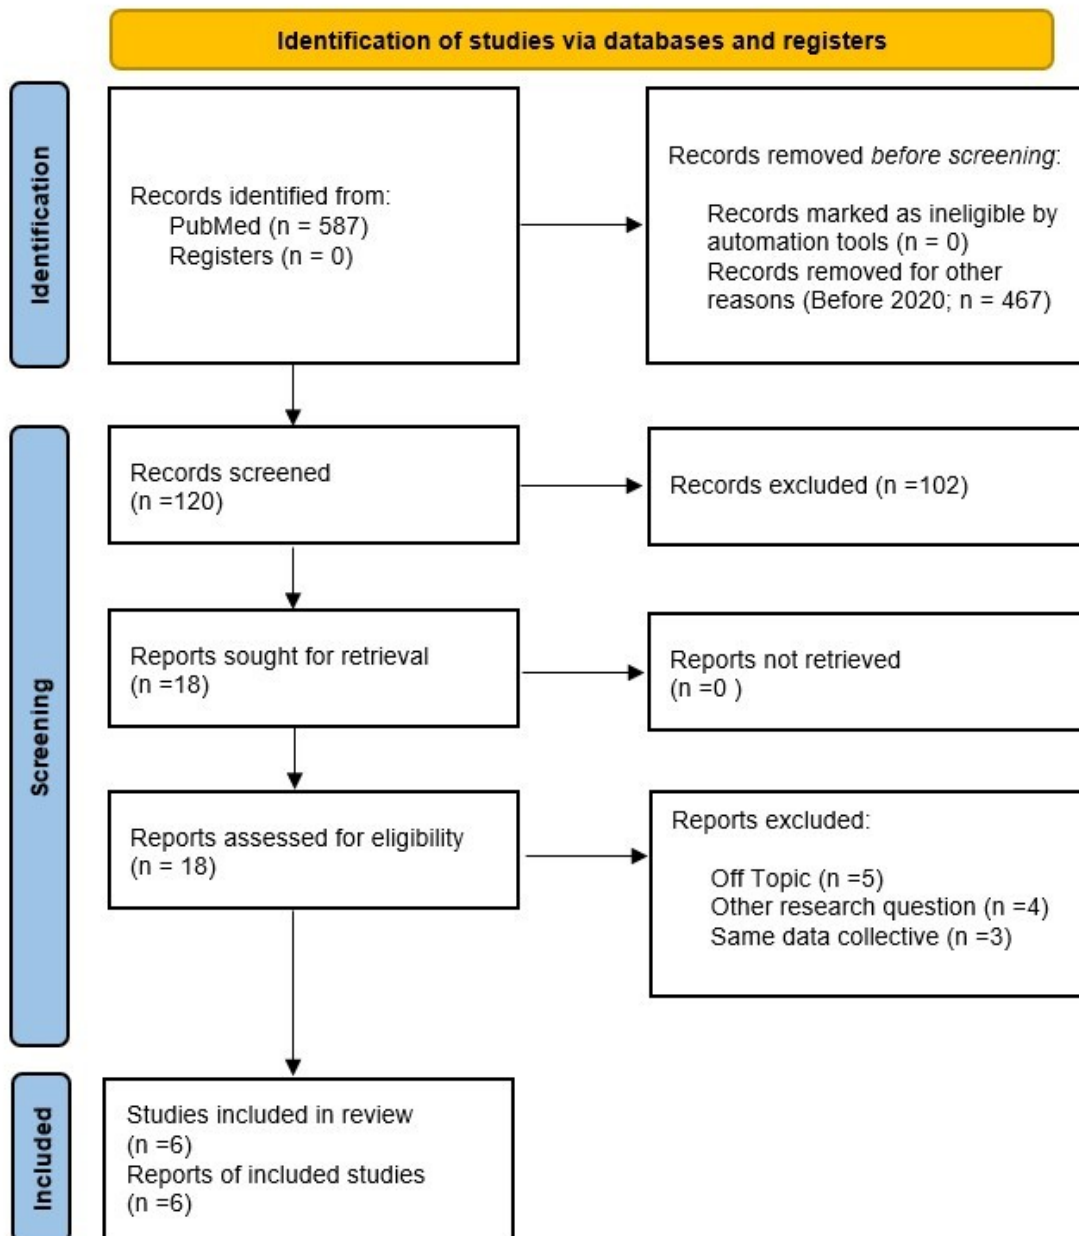 Identification of studies via databases and registers
Identification
Records identified from:
PubMed (n = 587)
Registers (n = 0)
Records removed before screening:
Records marked as ineligible by
automation tools (n = 0)
Records removed for other
reasons (Before 2020; n = 467)
Screening
Records screened
(n =120)
Records excluded (n =102)
Reports sought for retrieval
(n =18)
Reports not retrieved
(n =0 )
Reports assessed for eligibility
(n = 18)
Reports excluded:
Off Topic (n =5)
Other research question (n =4)
Same data collective (n =3)
Included
Studies included in review
(n =6)
Reports of included studies
(n =6)